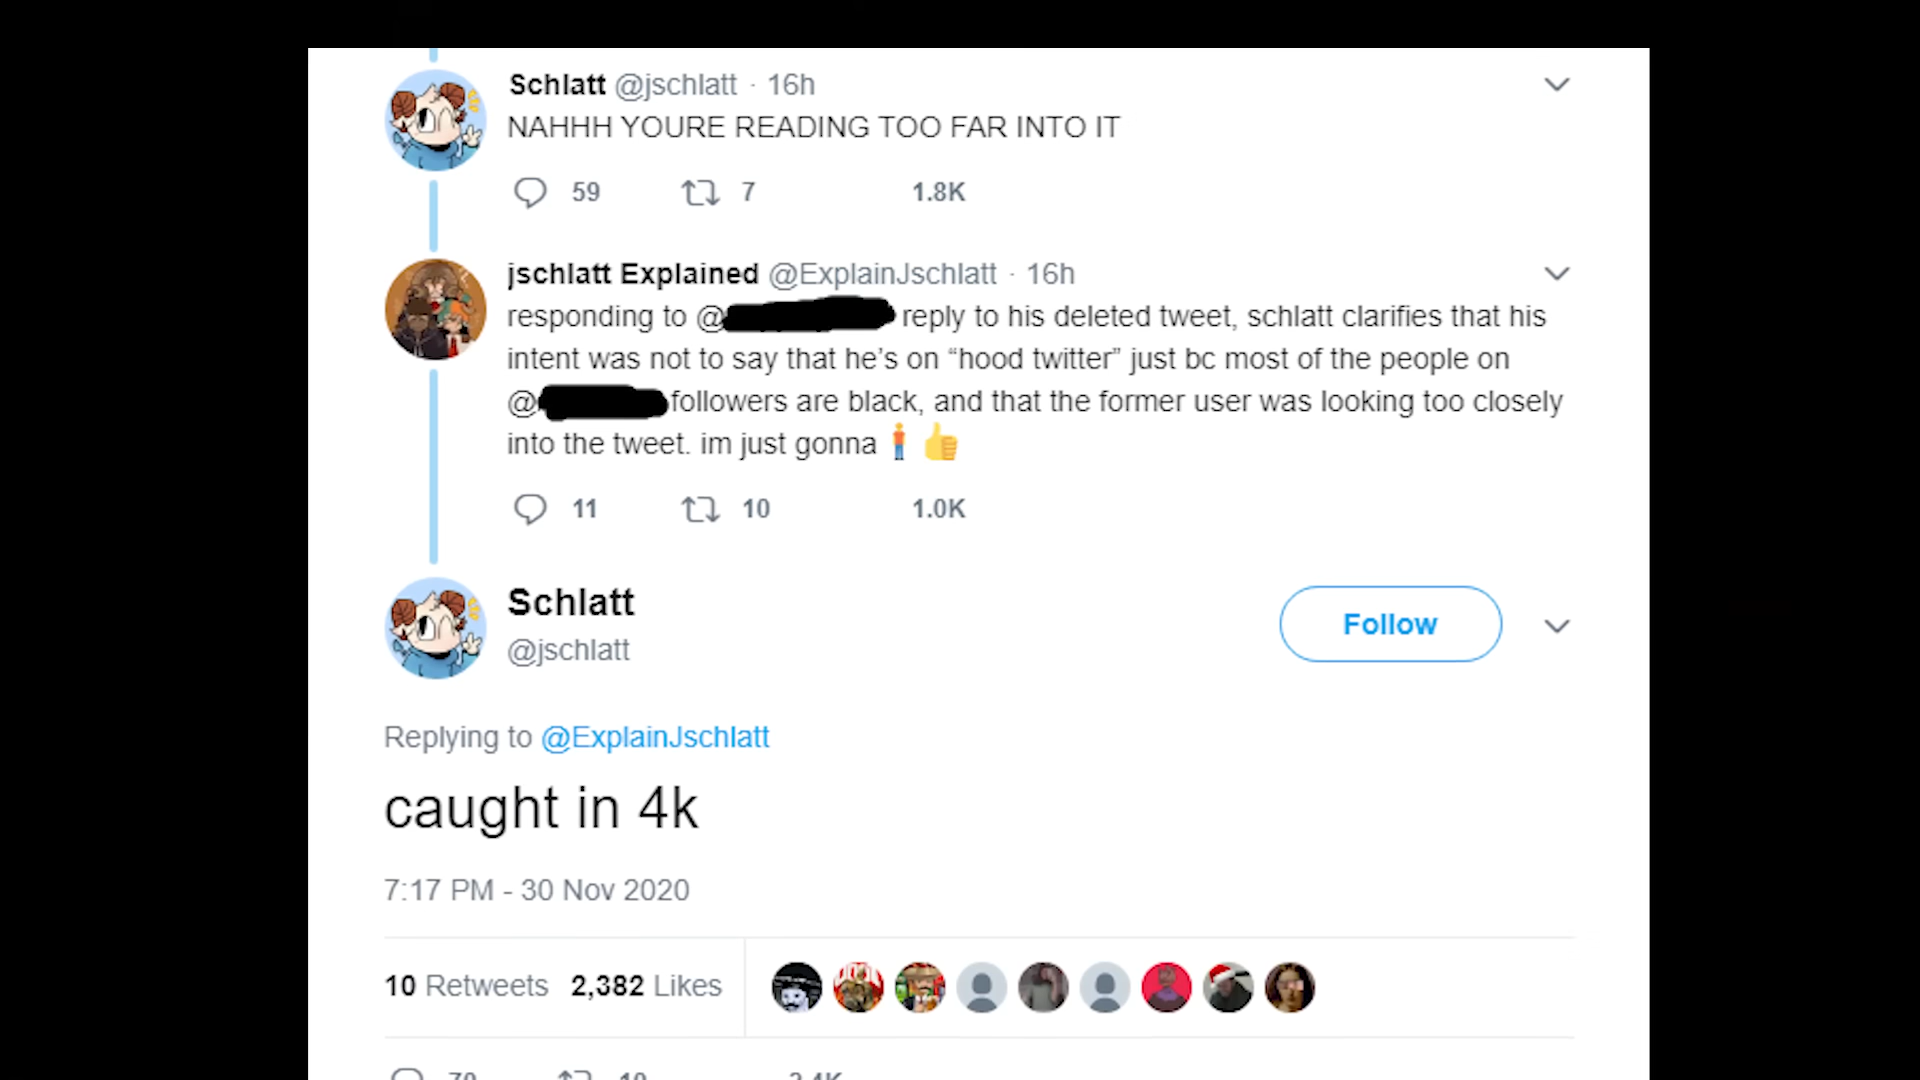 Schlatt @jschlatt · 16h
NAHHH YOURE READING TOO FAR INTO IT
59 7 1.8K
jschlatt Explained @ExplainJschlatt · 16h
responding to @ reply to his deleted tweet, schlatt clarifies that his
intent was not to say that he's on “hood twitter” just bc most of the people on
@ followers are black, and that the former user was looking too closely
into the tweet. im just gonna 🧍👍
11 10 1.0K
Schlatt
@jschlatt
Follow
Replying to @ExplainJschlatt
caught in 4k
7:17 PM - 30 Nov 2020
10 Retweets 2,382 Likes